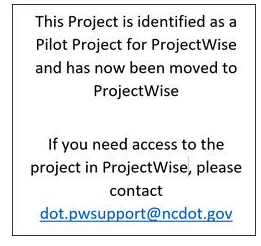 This Project is identified as a
Pilot Project for ProjectWise
and has now been moved to
ProjectWise
If you need access to the
project in ProjectWise, please
contact
dot.pwsupport@ncdot.gov